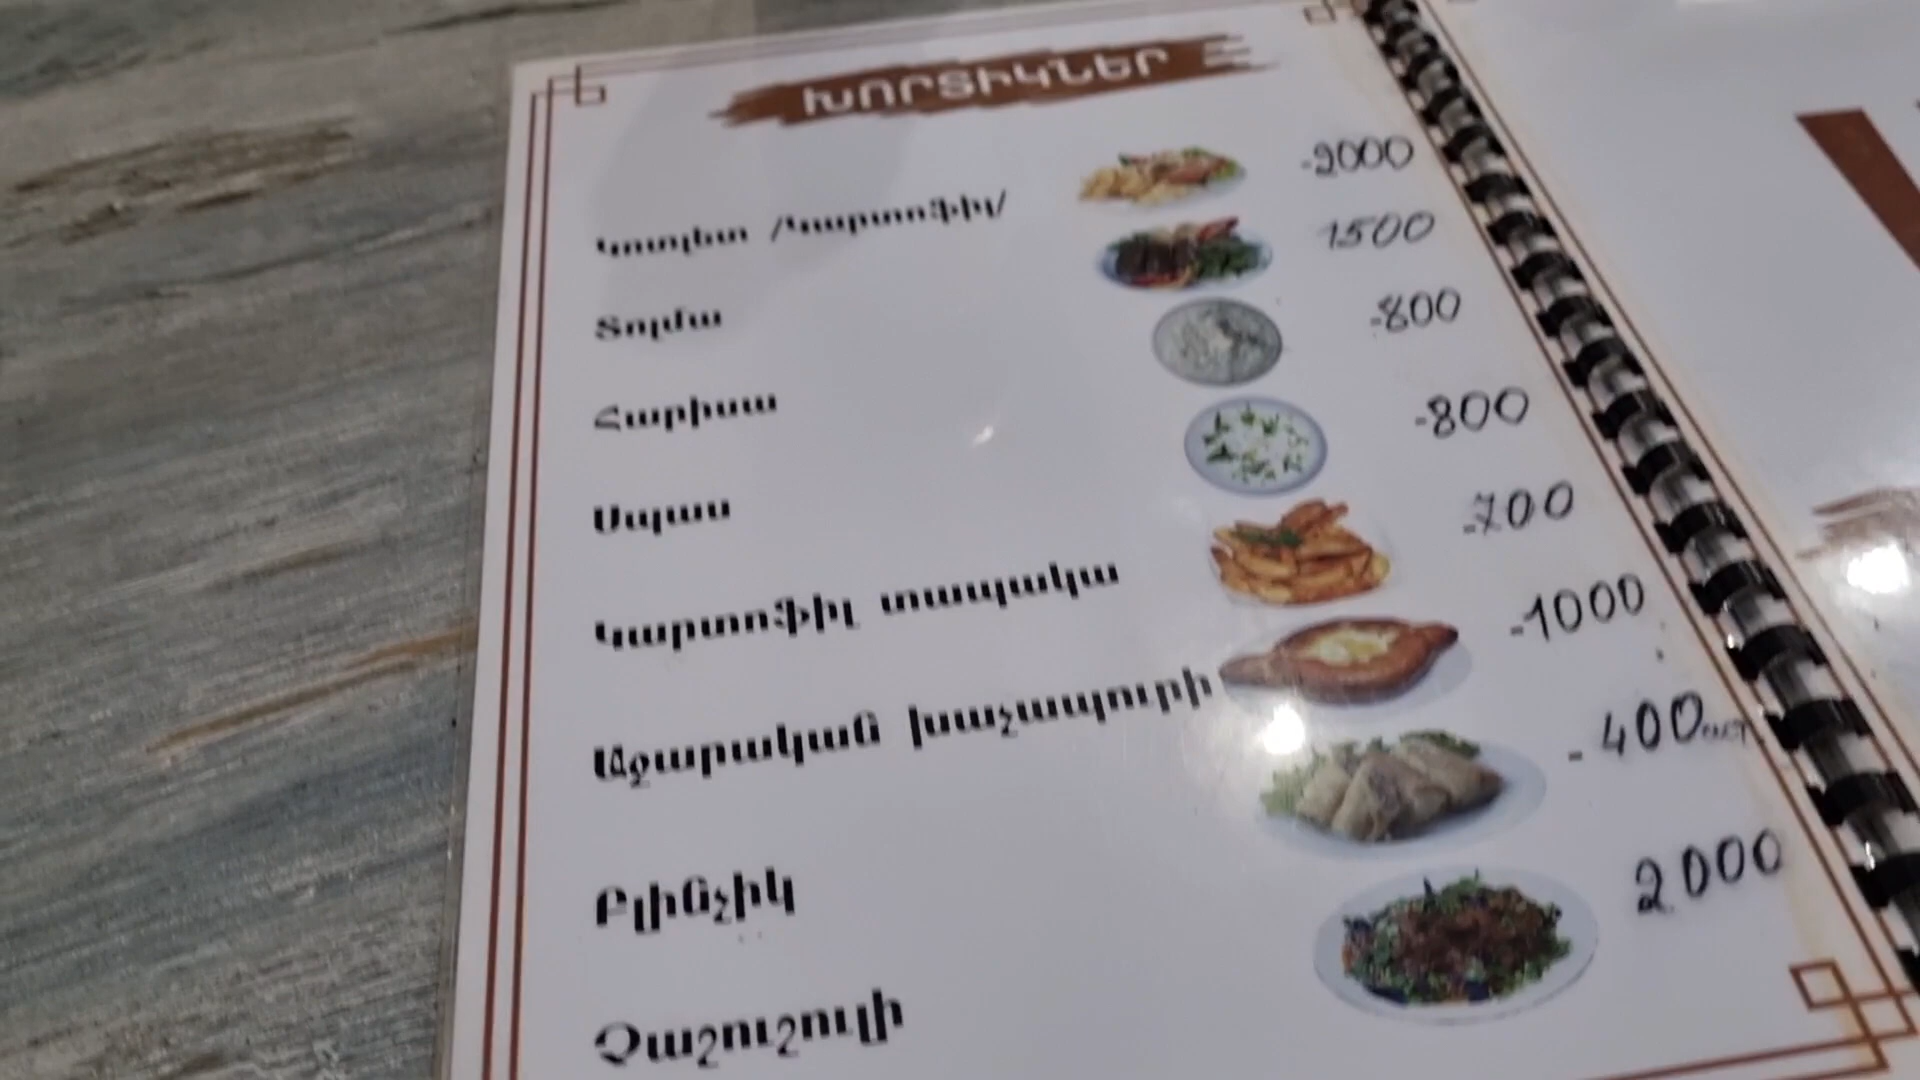 ԽՈՐՏԻԿՆԵՐ
Կոտլետ /Կարտոֆիլ/ -2000
Տոլմա 1500
Հարիսա -800
Սպաս -800
Կարտոֆիլ տապակա -700
Աջարական խաչապուրի -1000
Բլինչիկ - 400
Չաշուշուլի 2000